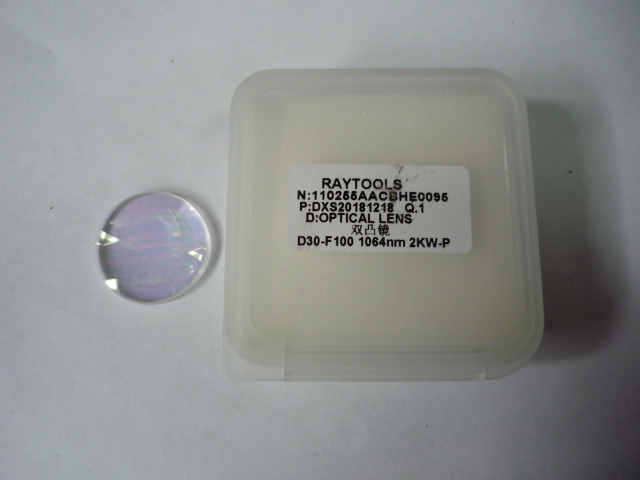 RAYTOOLS
N:110255AACBHE0095
P:DXS20181218 Q.1
D:OPTICAL LENS
双凸镜
D30-F100 1064nm 2KW-P